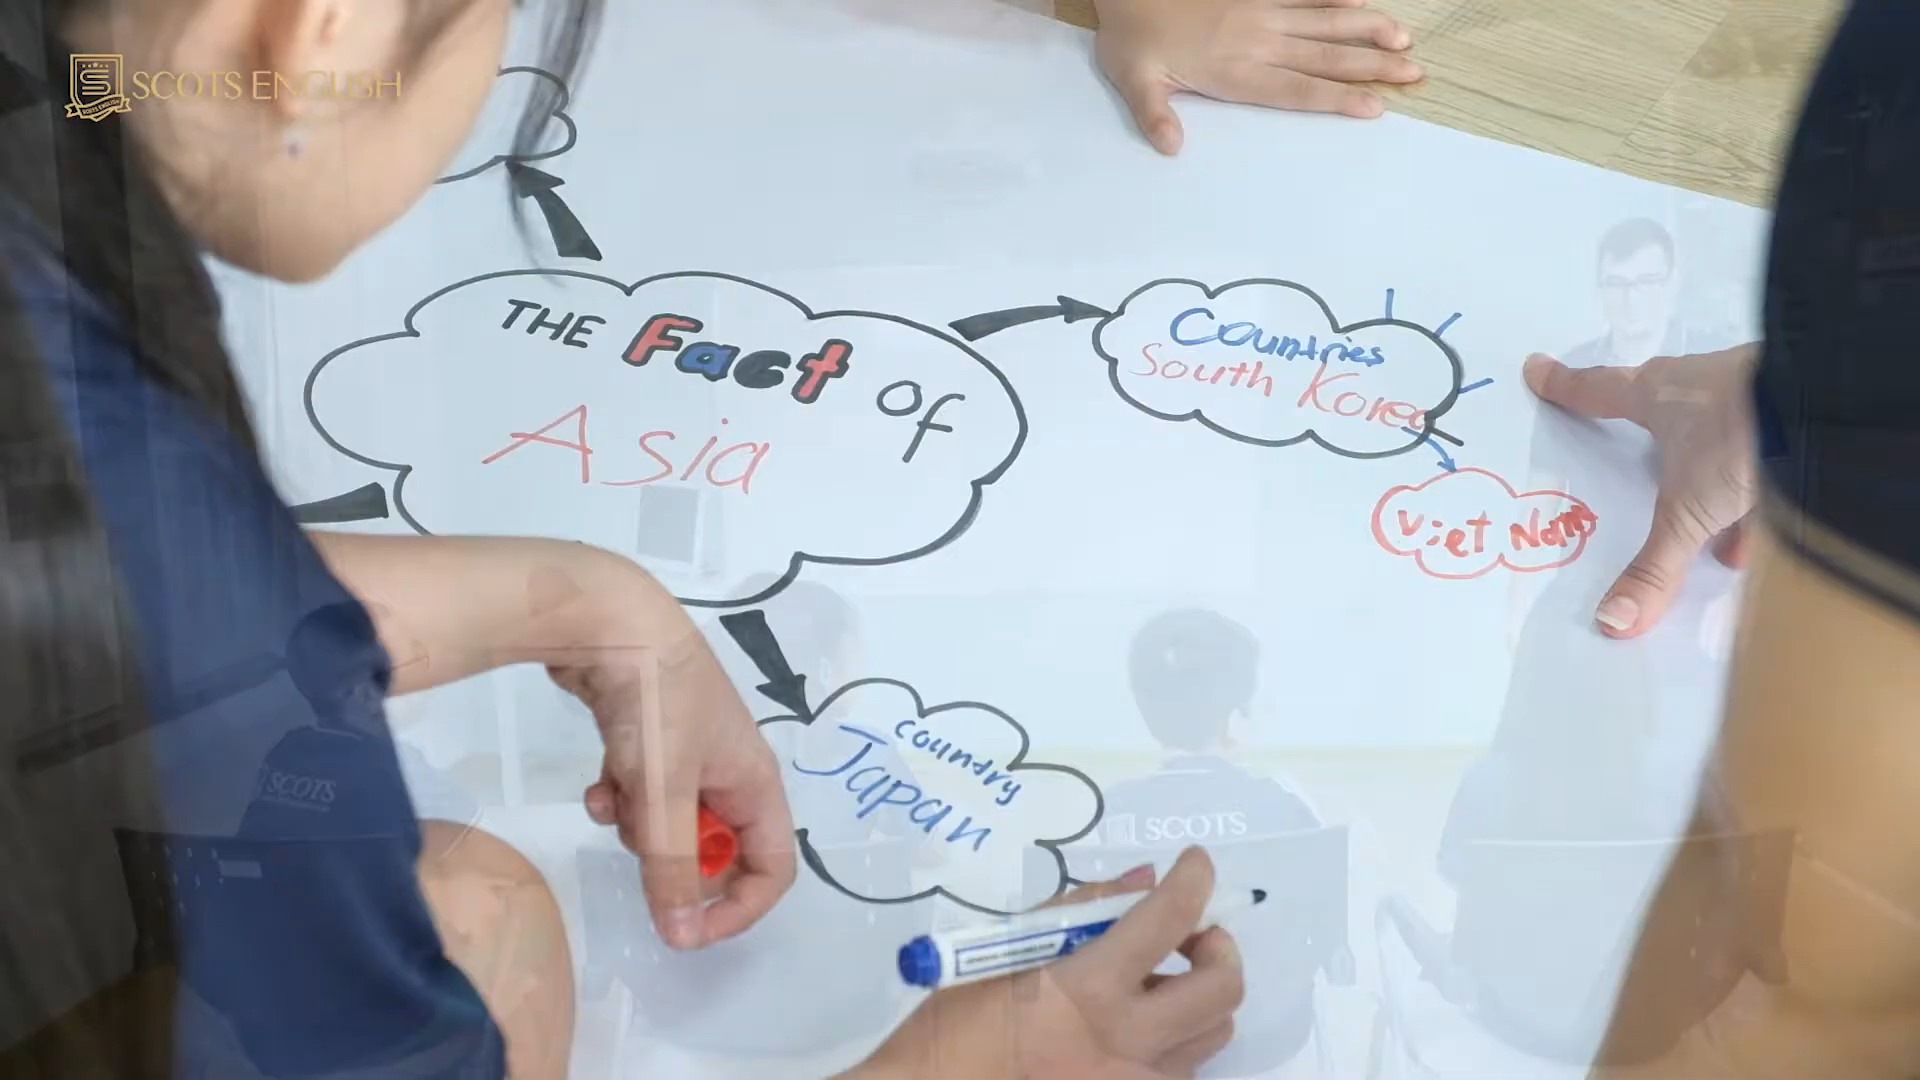 SCOTS ENGLISH
THE Fact of
Asia
Countries
South Korea
Viet Nam
country
Japan
SCOTS
SCOTS